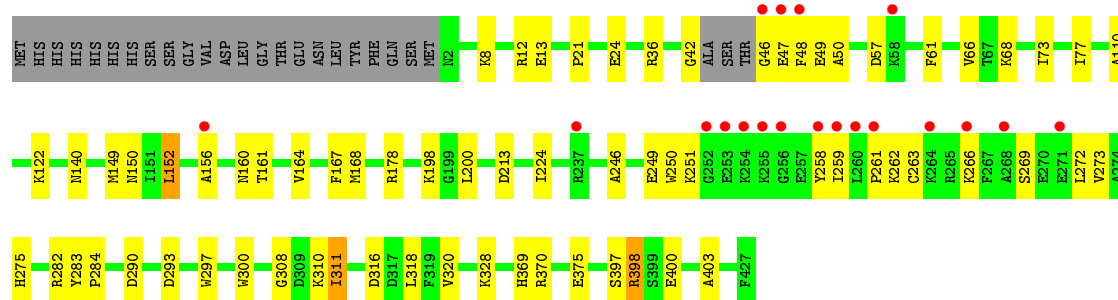 MET HIS HIS HIS HIS HIS HIS SER SER GLY VAL ASP LEU GLY THR GLU ASN LEU TYR PHE GLN SER MET N2 K8 R12 E13 P21 E24 R36 G42 ALA SER THR G46 E47 F48 E49 A50 D57 K58 F61 V66 T67 K68 I73 I77
K122 N140 M149 N150 I151 L152 A156 N160 T161 V164 F167 M168 R178 K198 G199 L200 D213 I224 R237 A246 E249 W250 K251 G252 E253 K254 K255 G256 E257 Y258 I259 L260 P261 K262 C263 K264 R265 K266 F267 A268 S269 E270 E271 L272 V273 A274
H275 R282 Y283 P284 D290 D293 W297 W300 G308 D309 K310 I311 D316 D317 L318 F319 V320 K328 H369 R370 E375 S397 R398 S399 E400 A403 F427